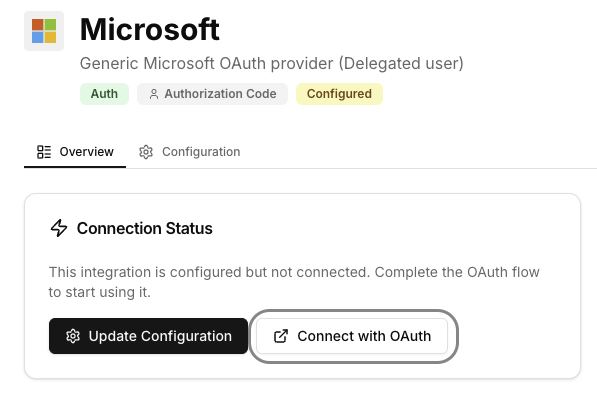 Microsoft
Generic Microsoft OAuth provider (Delegated user)
Auth Authorization Code Configured
Overview Configuration
Connection Status
This integration is configured but not connected. Complete the OAuth flow
to start using it.
Update Configuration Connect with OAuth